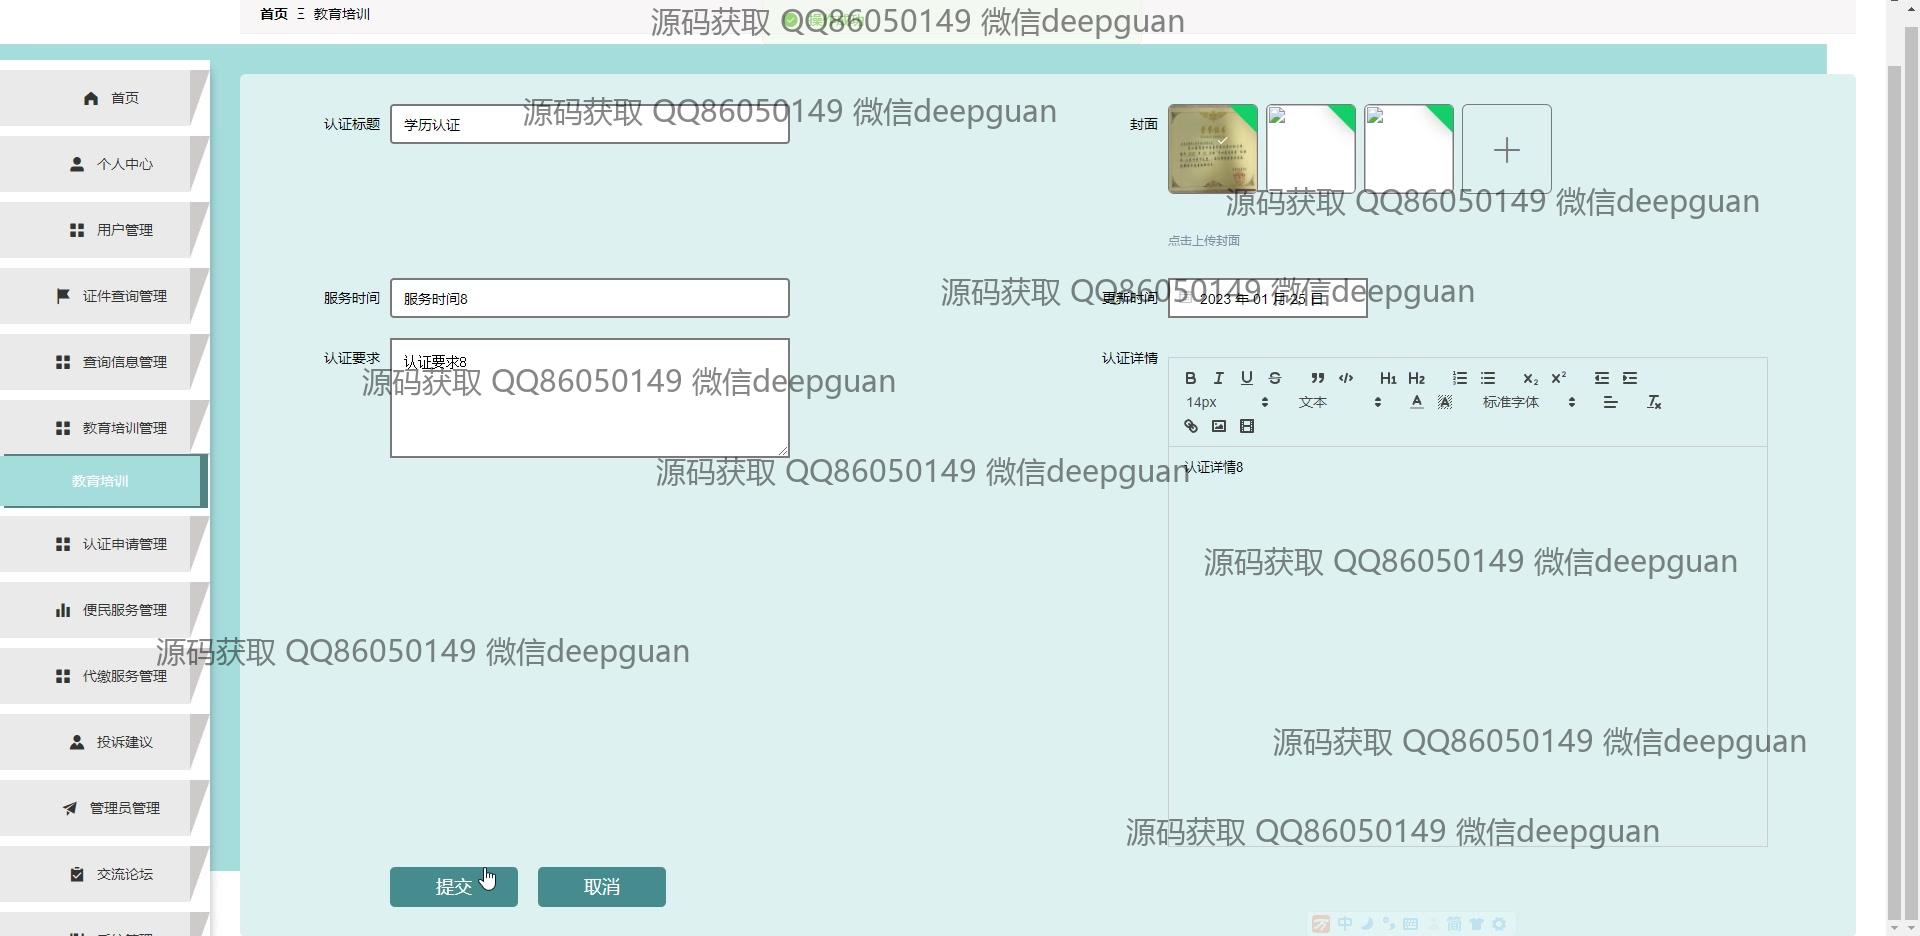 首页 Ξ 教育培训
操作成功
源码获取 QQ86050149 微信deepguan
首页
个人中心
用户管理
证件查询管理
查询信息管理
教育培训管理
教育培训
认证申请管理
便民服务管理
代缴服务管理
投诉建议
管理员管理
交流论坛
认证标题
学历认证
源码获取 QQ86050149 微信deepguan
封面
源码获取 QQ86050149 微信deepguan
点击上传封面
服务时间
服务时间8
源码获取 QQ86050149 微信deepguan
更新时间
2023 年 01 月 25 日
认证要求
认证要求8
源码获取 QQ86050149 微信deepguan
认证详情
B I U S H1 H2 X2 X2
14px 文本 A A 标准字体 Tx
认证详情8
源码获取 QQ86050149 微信deepguan
源码获取 QQ86050149 微信deepguan
源码获取 QQ86050149 微信deepguan
源码获取 QQ86050149 微信deepguan
源码获取 QQ86050149 微信deepguan
提交
取消
中 简